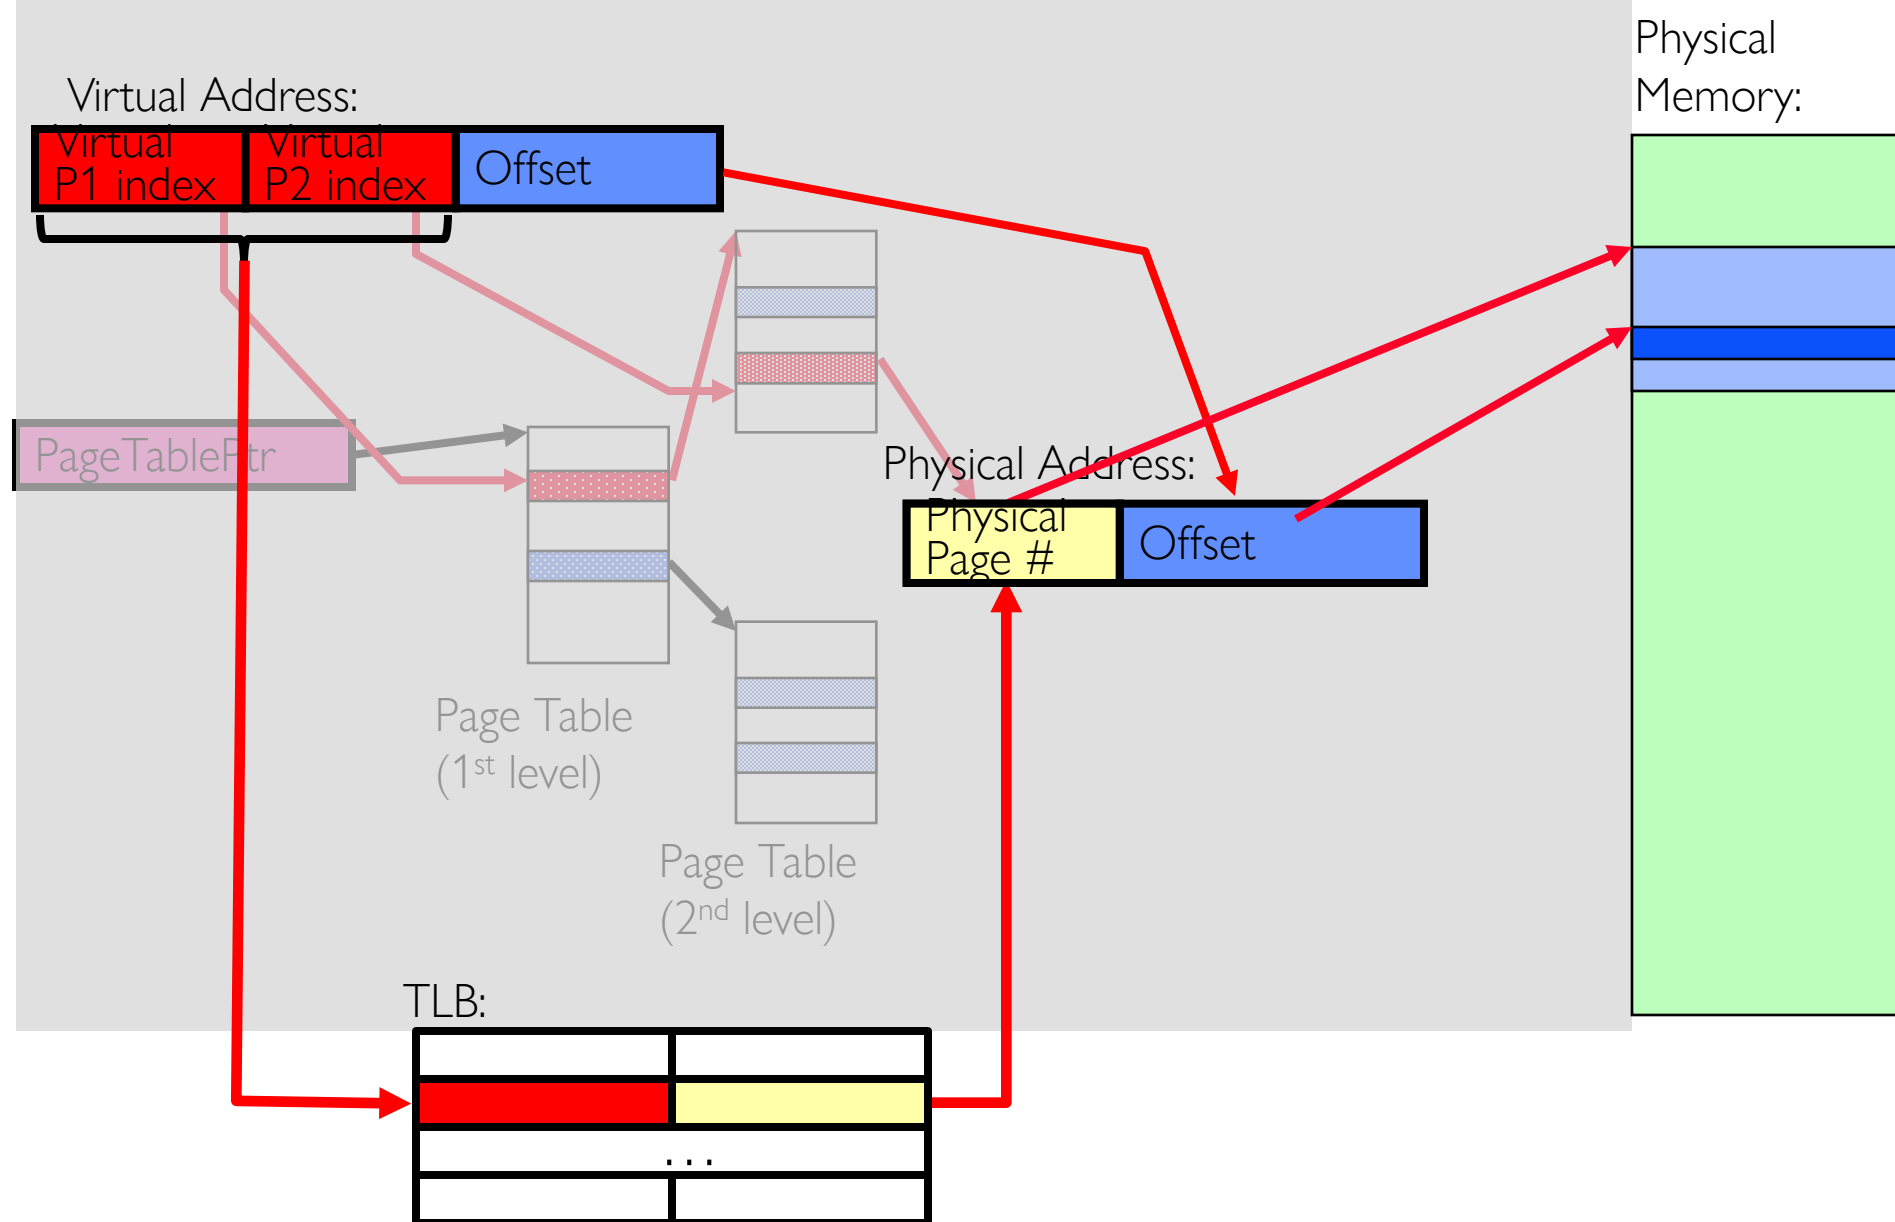 Physical
Memory:
Virtual Address:
Virtual
P1 index
Virtual
P2 index
Offset
PageTablePtr
Physical Address:
Physical
Page #
Offset
Page Table
(1st level)
Page Table
(2nd level)
TLB:
...